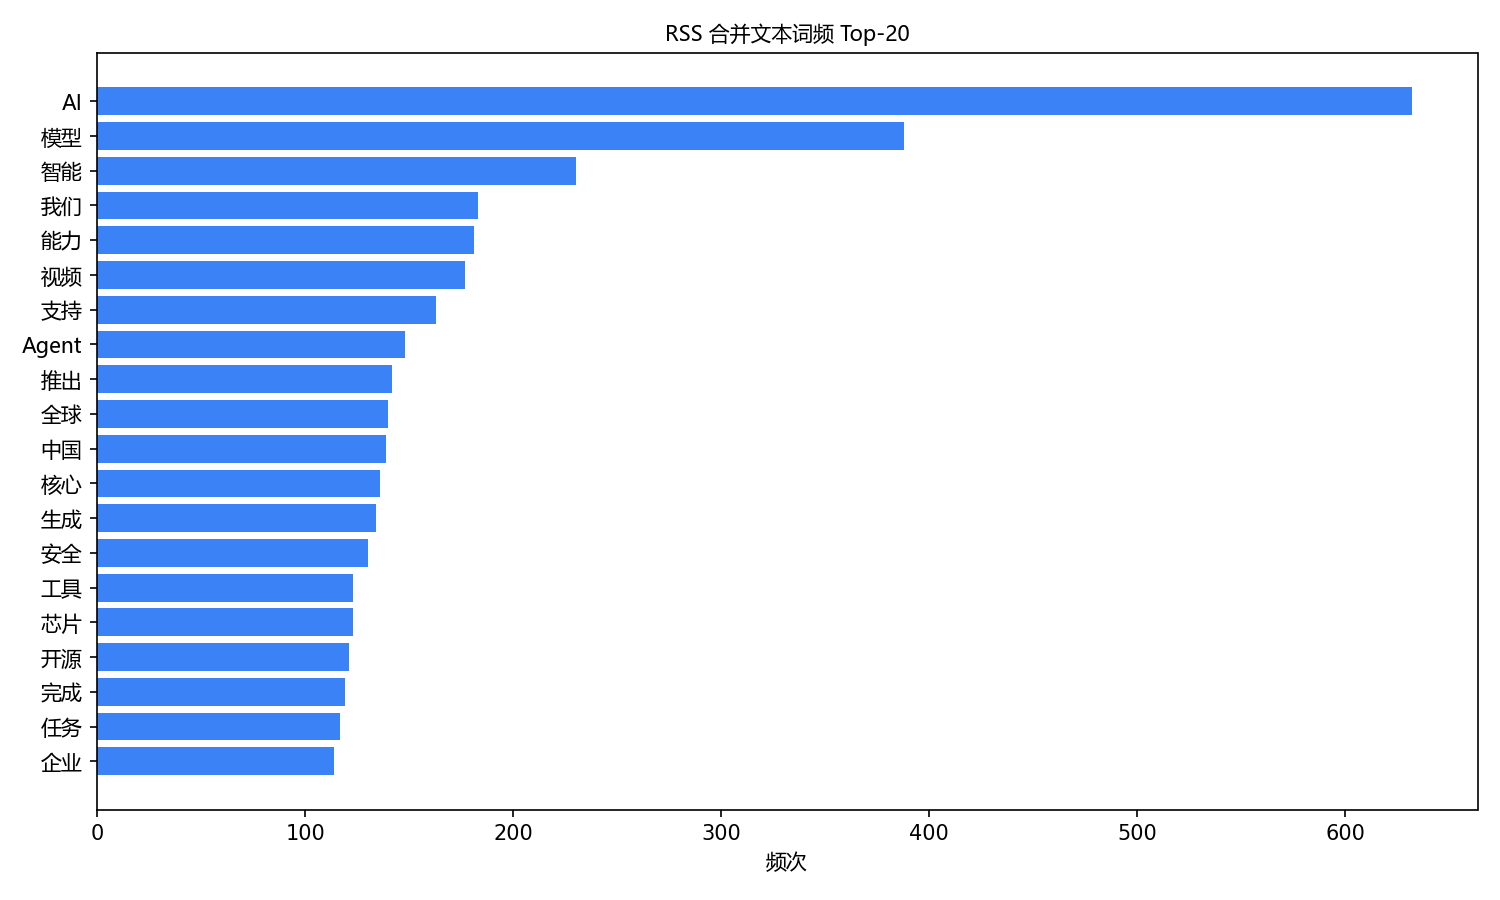 RSS 合并文本词频 Top-20
AI
模型
智能
我们
能力
视频
支持
Agent
推出
全球
中国
核心
生成
安全
工具
芯片
开源
完成
任务
企业
0 100 200 300 400 500 600
频次